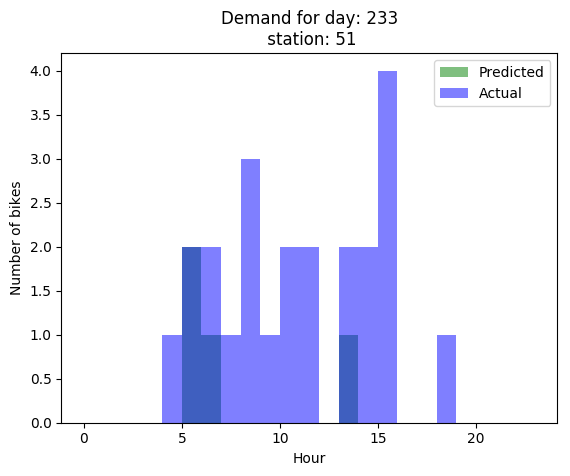 Demand for day: 233
station: 51
Predicted
Actual
Number of bikes
4.0
3.5
3.0
2.5
2.0
1.5
1.0
0.5
0.0
0 5 10 15 20
Hour